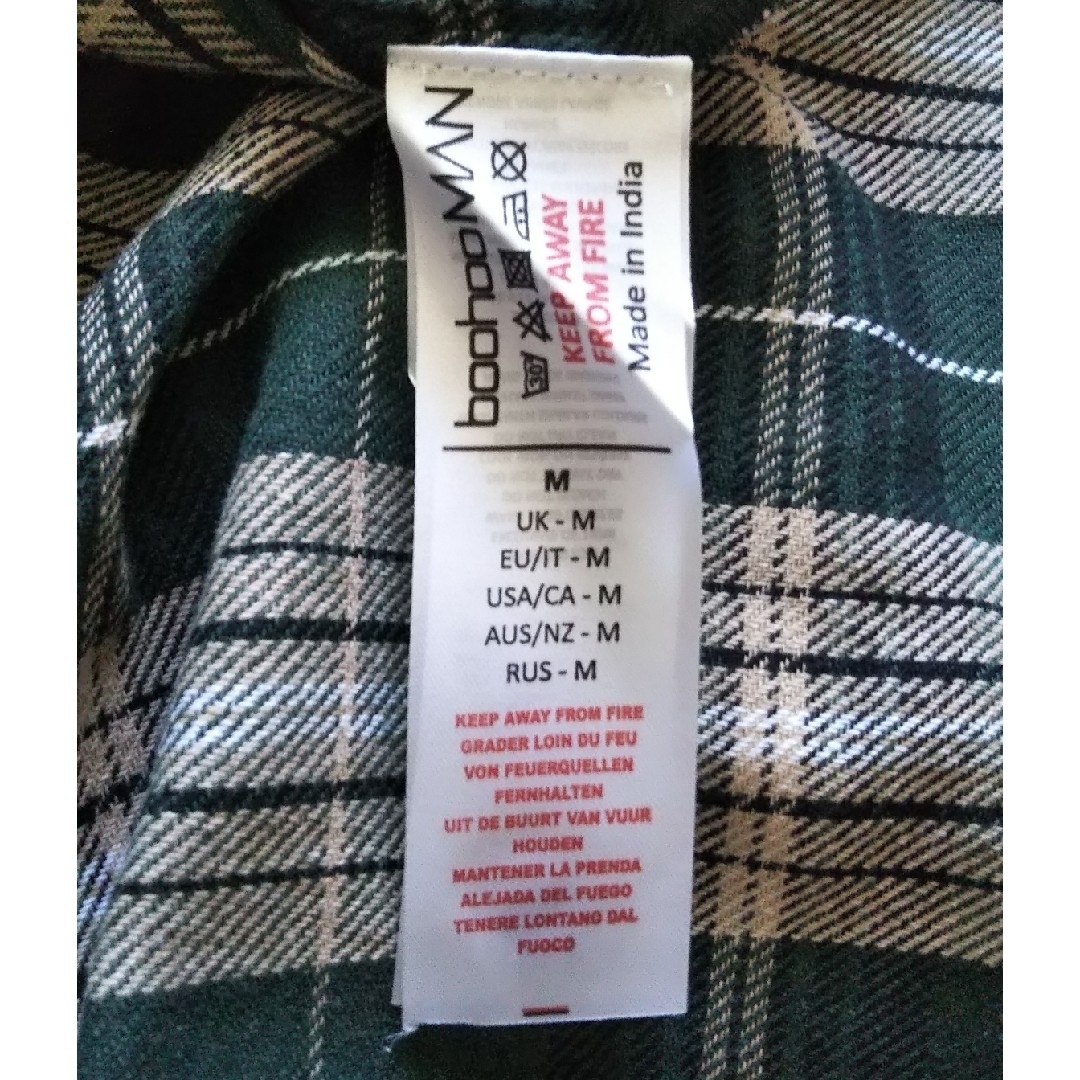 boohooMAN
30
KEEP AWAY
FROM FIRE
Made in India
M
UK - M
EU/IT - M
USA/CA - M
AUS/NZ - M
RUS - M
KEEP AWAY FROM FIRE
GRADER LOIN DU FEU
VON FEUERQUELLEN
FERNHALTEN
UIT DE BUURT VAN VUUR
HOUDEN
MANTENER LA PRENDA
ALEJADA DEL FUEGO
TENERE LONTANO DAL
FUOCO